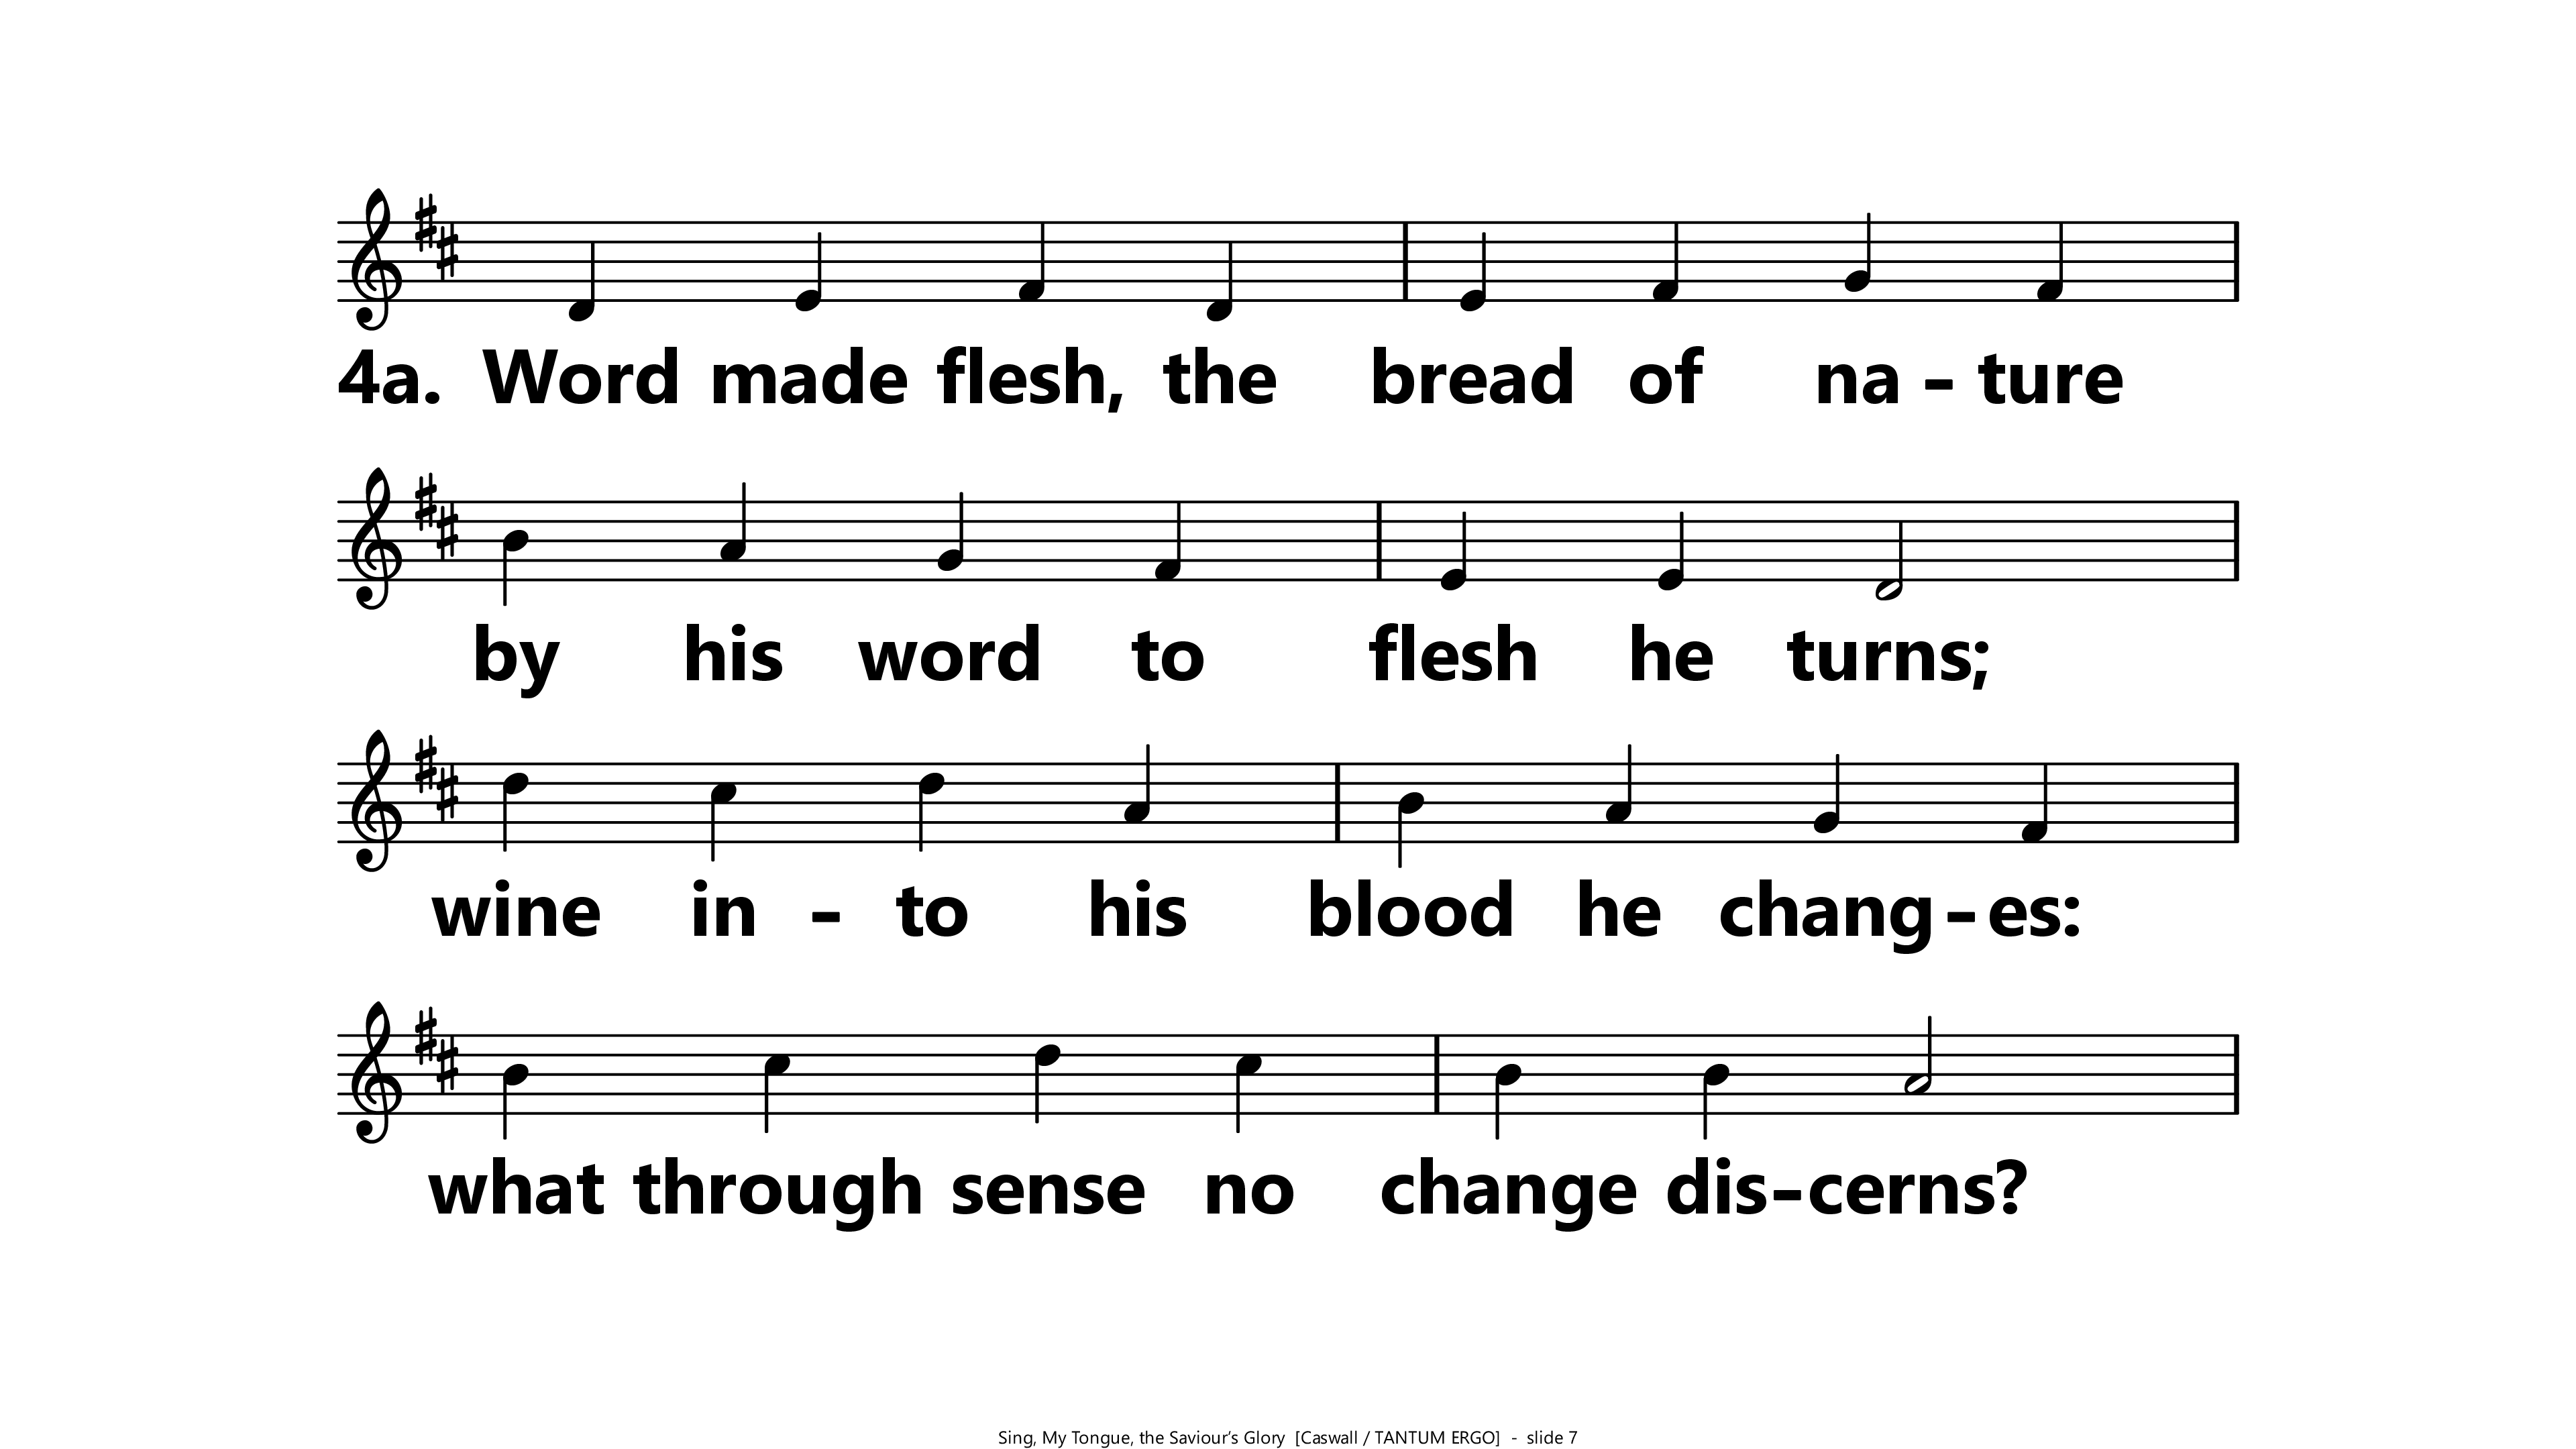 4a. Word made flesh, the bread of na - ture
by his word to flesh he turns;
wine in - to his blood he chang - es:
what through sense no change dis - cerns?
Sing, My Tongue, the Saviour’s Glory [Caswall / TANTUM ERGO] - slide 7